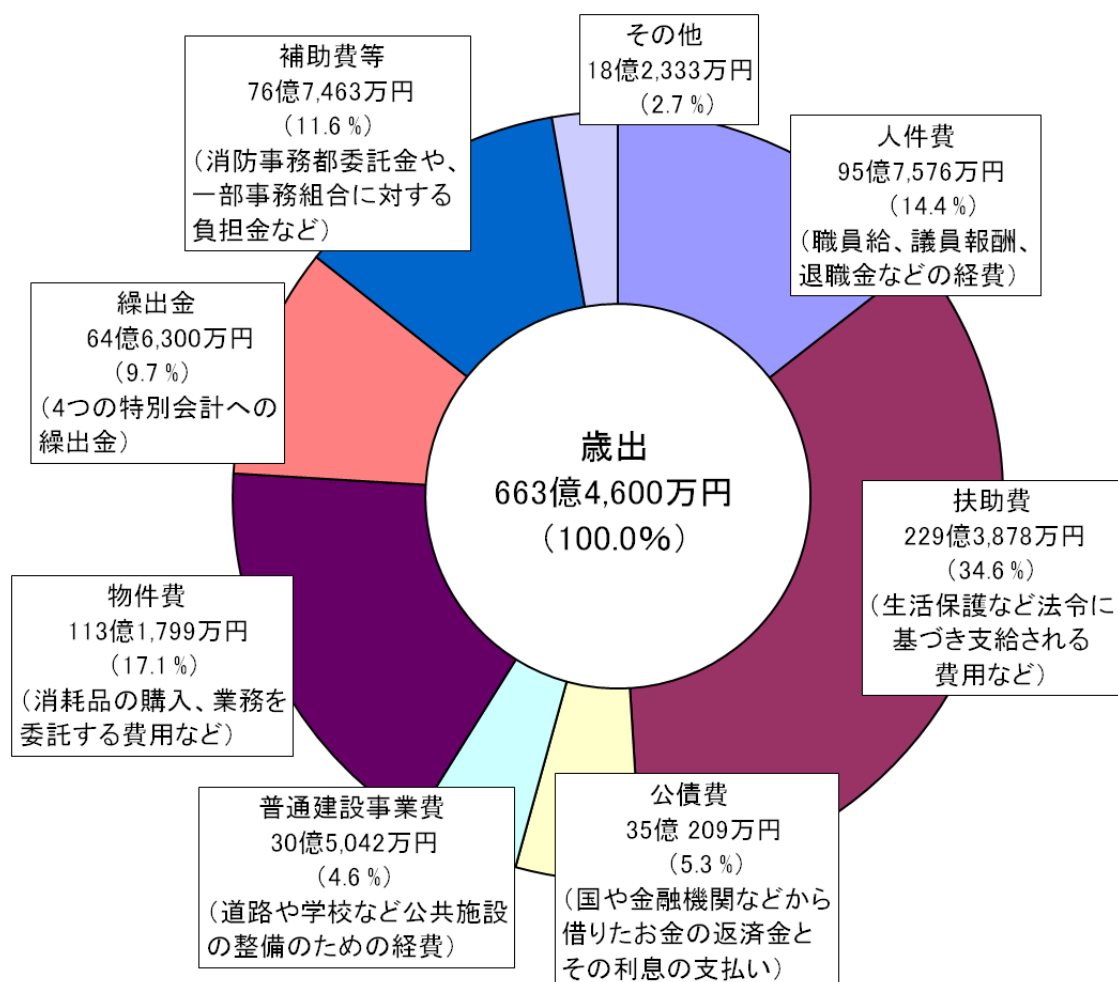 その他
18億2,333万円
（2.7％）
人件費
95億7,576万円
（14.4％）
（職員給、議員報酬、
退職金などの経費）
扶助費
229億3,878万円
（34.6％）
（生活保護など法令に
基づき支給される
費用など）
公債費
35億 209万円
（5.3％）
（国や金融機関などから
借りたお金の返済金と
その利息の支払い）
普通建設事業費
30億5,042万円
（4.6％）
（道路や学校など公共施設
の整備のための経費）
物件費
113億1,799万円
（17.1％）
（消耗品の購入、業務を
委託する費用など）
繰出金
64億6,300万円
（9.7％）
（4つの特別会計への
繰出金）
補助費等
76億7,463万円
（11.6％）
（消防事務都委託金や、
一部事務組合に対する
負担金など）
歳出
663億4,600万円
（100.0％）